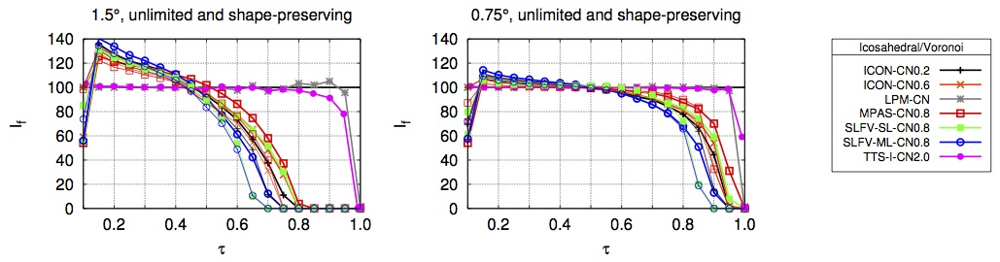 1.5°, unlimited and shape-preserving
140
120
100
80
60
40
20
0
I_f
0.2
0.4
0.6
0.8
1.0
τ
0.75°, unlimited and shape-preserving
140
120
100
80
60
40
20
0
I_f
0.2
0.4
0.6
0.8
1.0
τ
Icosahedral/Voronoi
ICON-CN0.2
ICON-CN0.6
LPM-CN
MPAS-CN0.8
SLFV-SL-CN0.8
SLFV-ML-CN0.8
TTS-I-CN2.0